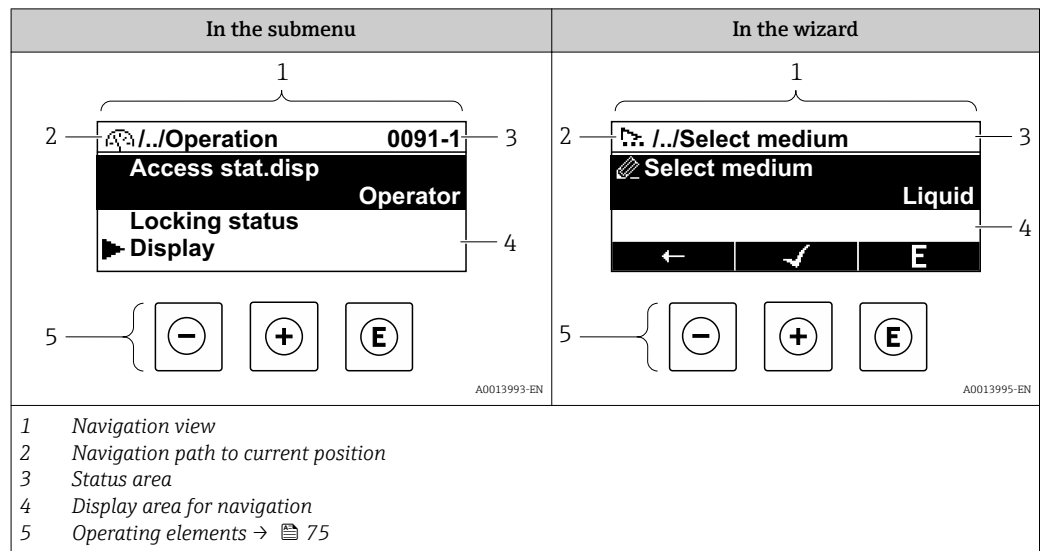 In the submenu
1
2
/../Operation 0091-1
3
Access stat.disp
Operator
Locking status
Display
4
5
- + E
A0013993-EN
In the wizard
1
2
/../Select medium
3
Select medium
Liquid
4
← ✓ E
5
- + E
A0013995-EN
1 Navigation view
2 Navigation path to current position
3 Status area
4 Display area for navigation
5 Operating elements → 75